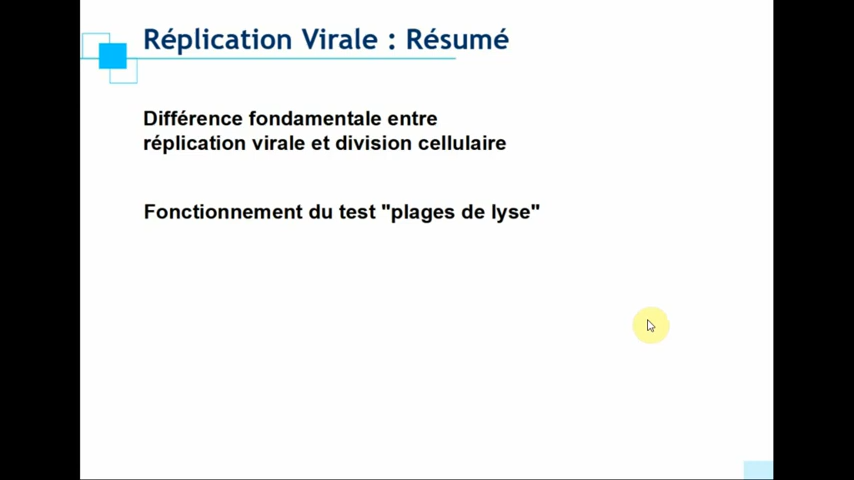 Réplication Virale : Résumé
Différence fondamentale entre
réplication virale et division cellulaire
Fonctionnement du test "plages de lyse"